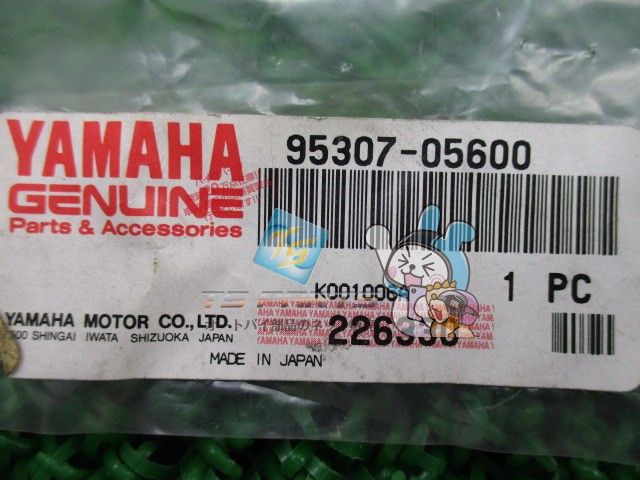 YAMAHA
GENUINE
Parts & Accessories
95307-05600
1 PC
YAMAHA MOTOR CO., LTD.
SHINGAI IWATA SHIZUOKA JAPAN
MADE IN JAPAN